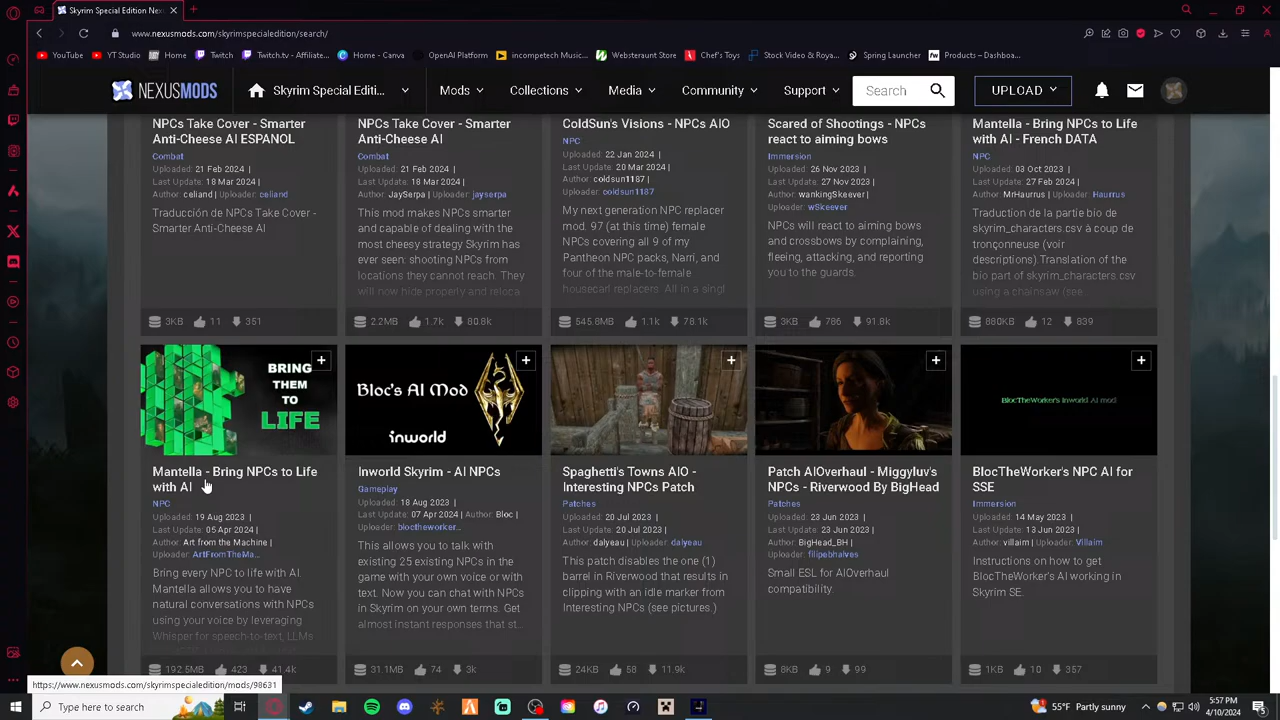 Skyrim Special Edition Nex
www.nexusmods.com/skyrimspecialedition/search/
YouTube YT Studio Home Twitch Twitch.tv - Affiliate... Home - Canva OpenAI Platform incompetech Music... Websteraunt Store Chef's Toys Stock Video & Roya... Spring Launcher Products – Dashboa...
NEXUSMODS Skyrim Special Editi... Mods Collections Media Community Support Search UPLOAD
NPCs Take Cover - Smarter
Anti-Cheese AI ESPANOL
Combat
Uploaded: 21 Feb 2024 |
Last Update: 18 Mar 2024 |
Author: celiand | Uploader: celiand
Traducción de NPCs Take Cover -
Smarter Anti-Cheese AI
3KB 11 351
NPCs Take Cover - Smarter
Anti-Cheese AI
Combat
Uploaded: 21 Feb 2024 |
Last Update: 18 Mar 2024 |
Author: JaySerpa | Uploader: jayserpa
This mod makes NPCs smarter
and capable of dealing with the
most cheesy strategy Skyrim has
ever seen: shooting NPCs from
locations they cannot reach. They
will now hide properly and reloca
2.2MB 1.7k 80.8k
ColdSun's Visions - NPCs AIO
NPC
Uploaded: 22 Jan 2024 |
Last Update: 20 Mar 2024 |
Author: coldsun1187 |
Uploader: coldsun1187
My next generation NPC replacer
mod. 97 (at this time) female
NPCs covering all 9 of my
Pantheon NPC packs, Narri, and
four of the male-to-female
housecarl replacers. All in a singl
545.8MB 1.1k 78.1k
Scared of Shootings - NPCs
react to aiming bows
Immersion
Uploaded: 26 Nov 2023 |
Last Update: 27 Nov 2023 |
Author: wankingSkeever |
Uploader: wSkeever
NPCs will react to aiming bows
and crossbows by complaining,
fleeing, attacking, and reporting
you to the guards.
3KB 786 91.8k
Mantella - Bring NPCs to Life
with AI - French DATA
NPC
Uploaded: 03 Oct 2023 |
Last Update: 27 Feb 2024 |
Author: MrHaurrus | Uploader: Haurrus
Traduction de la partie bio de
skyrim_characters.csv à coup de
tronçonneuse (voir
descriptions).Translation of the
bio part of skyrim_characters.csv
using a chainsaw (see
880KB 12 839
BRING
THEM
TO
LIFE
Mantella - Bring NPCs to Life
with AI
NPC
Uploaded: 19 Aug 2023 |
Last Update: 05 Apr 2024 |
Author: Art from the Machine |
Uploader: ArtFromTheMa...
Bring every NPC to life with AI.
Mantella allows you to have
natural conversations with NPCs
using your voice by leveraging
Whisper for speech-to-text, LLMs
192.5MB 423 41.4k
Bloc's AI Mod
inworld
Inworld Skyrim - AI NPCs
Gameplay
Uploaded: 18 Aug 2023 |
Last Update: 07 Apr 2024 | Author: Bloc |
Uploader: bloctheworker...
This allows you to talk with
existing 25 existing NPCs in the
game with your own voice or with
text. Now you can chat with NPCs
in Skyrim on your own terms. Get
almost instant responses that st...
31.1MB 74 3k
Spaghetti's Towns AIO -
Interesting NPCs Patch
Patches
Uploaded: 20 Jul 2023 |
Last Update: 20 Jul 2023 |
Author: dalyeau | Uploader: dalyeau
This patch disables the one (1)
barrel in Riverwood that results in
clipping with an idle marker from
Interesting NPCs (see pictures.)
24KB 58 11.9k
Patch AIOverhaul - Miggyluv's
NPCs - Riverwood By BigHead
Patches
Uploaded: 23 Jun 2023 |
Last Update: 23 Jun 2023 |
Author: BigHead_BH |
Uploader: filipebhalves
Small ESL for AIOverhaul
compatibility.
8KB 9 99
BlocTheWorker's Inworld AI mod
BlocTheWorker's NPC AI for
SSE
Immersion
Uploaded: 14 May 2023 |
Last Update: 13 Jun 2023 |
Author: villaim | Uploader: Villaim
Instructions on how to get
BlocTheWorker's AI working in
Skyrim SE.
1KB 10 357
https://www.nexusmods.com/skyrimspecialedition/mods/98631
Type here to search
55°F Partly sunny
5:57 PM
4/10/2024